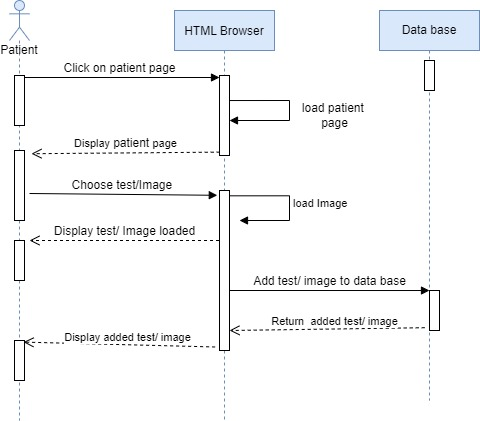 HTML Browser
Data base
Patient
Click on patient page
load patient
page
Display patient page
Choose test/Image
load Image
Display test/ Image loaded
Add test/ image to data base
Return added test/ image
Display added test/ image